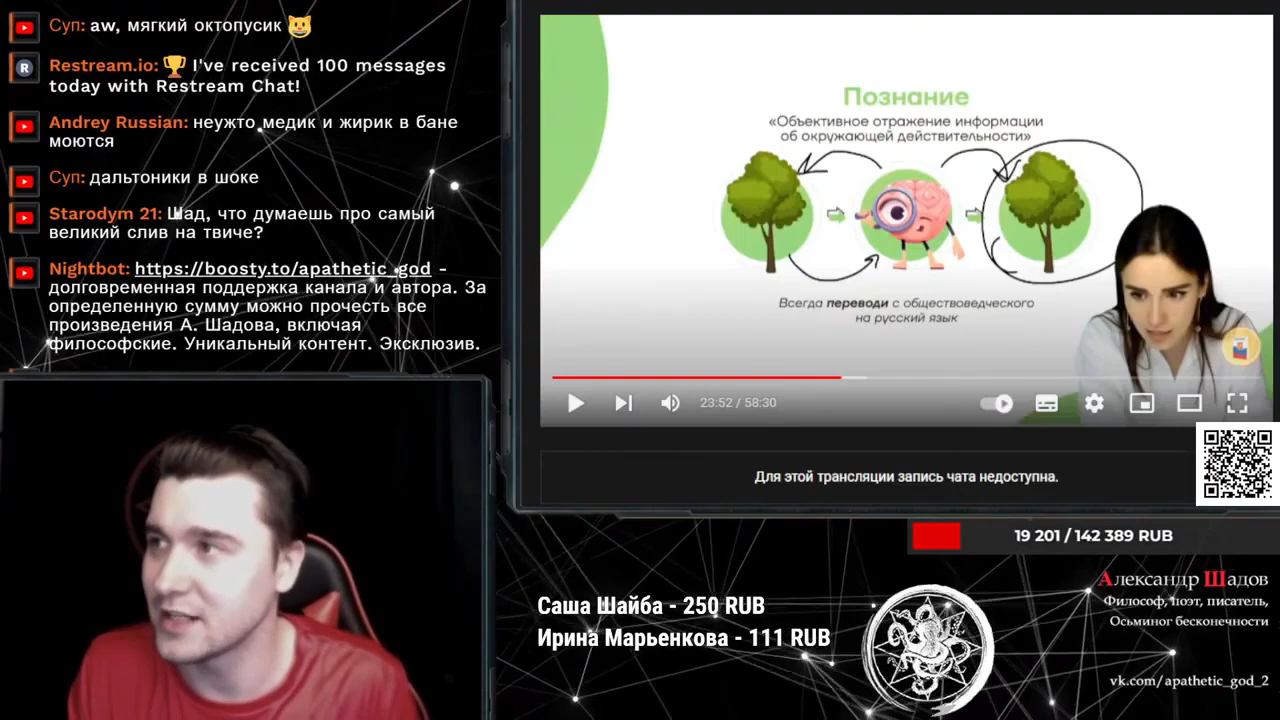 Суп: aw, мягкий октопусик
Restream.io: 🏆 I've received 100 messages
today with Restream Chat!
Andrey Russian: неужто медик и жирик в бане
моются
Суп: дальтоники в шоке
Starodym 21: Шад, что думаешь про самый
великий слив на твиче?
Nightbot: https://boosty.to/apathetic_god -
долговременная поддержка канала и автора. За
определенную сумму можно прочесть все
произведения А. Шадова, включая
философские. Уникальный контент. Эксклюзив.
Познание
«Объективное отражение информации
об окружающей действительности»
Всегда переводи с обществоведческого
на русский язык
23:52 / 58:30
Для этой трансляции запись чата недоступна.
19 201 / 142 389 RUB
Саша Шайба - 250 RUB
Ирина Марьенкова - 111 RUB
Александр Шадов
Философ, поэт, писатель,
Осьминог бесконечности
vk.com/apathetic_god_2